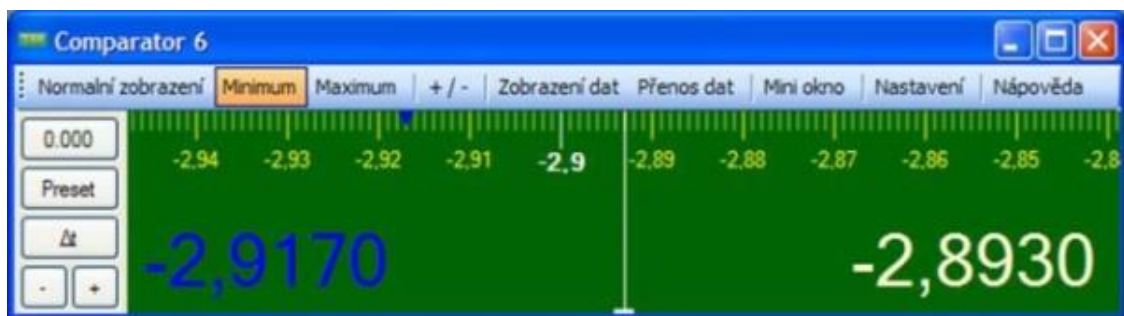 Comparator 6
Normalní zobrazení Minimum Maximum + / - Zobrazení dat Přenos dat Mini okno Nastavení Nápověda
0.000
-2,94 -2,93 -2,92 -2,91 -2,9 -2,89 -2,88 -2,87 -2,86 -2,85 -2,8
Preset
Δt
-2,9170 -2,8930
- +